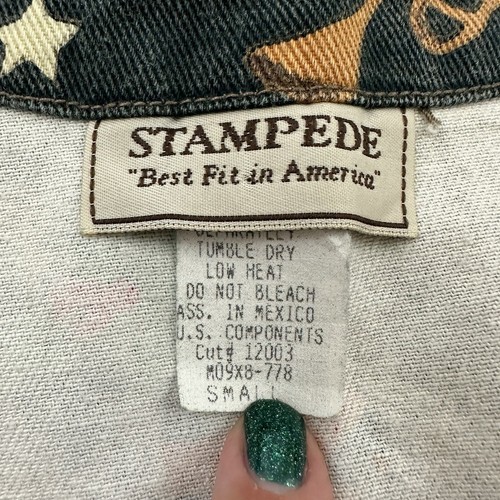 STAMPEDE
"Best Fit in America"
SEPARATELY
TUMBLE DRY
LOW HEAT
DO NOT BLEACH
ASS. IN MEXICO
U.S. COMPONENTS
Cut# 12003
M09X8-778
SMALL